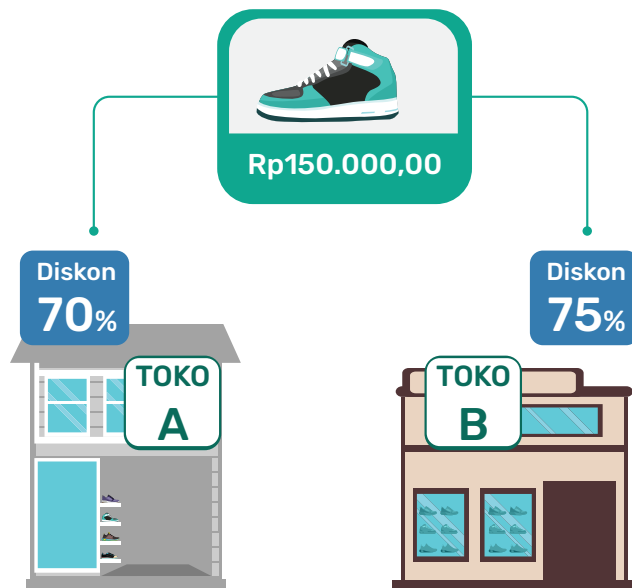 Rp150.000,00
Diskon
70%
Diskon
75%
TOKO
A
TOKO
B